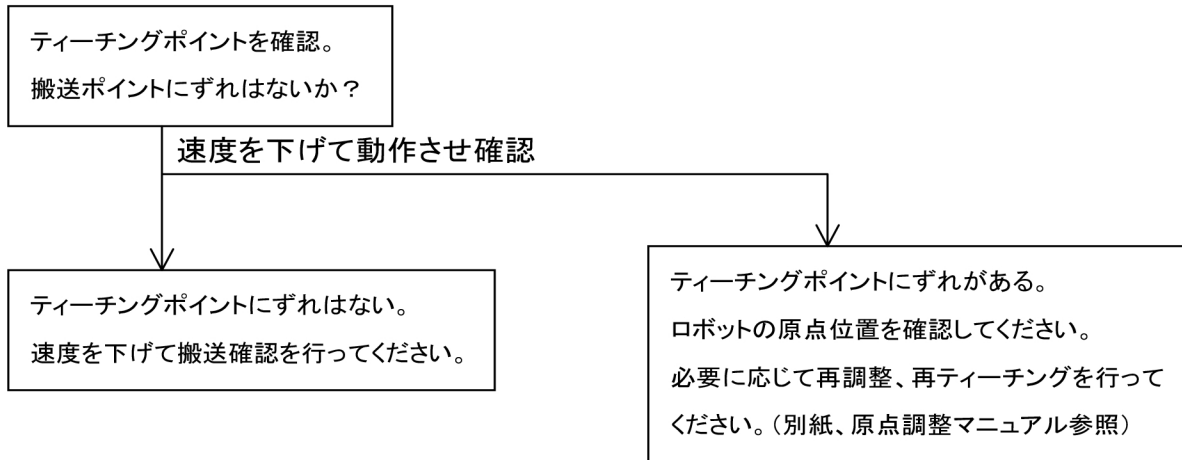 ティーチングポイントを確認。
搬送ポイントにずれはないか？
速度を下げて動作させ確認
ティーチングポイントにずれはない。
速度を下げて搬送確認を行ってください。
ティーチングポイントにずれがある。
ロボットの原点位置を確認してください。
必要に応じて再調整、再ティーチングを行って
ください。（別紙、原点調整マニュアル参照）